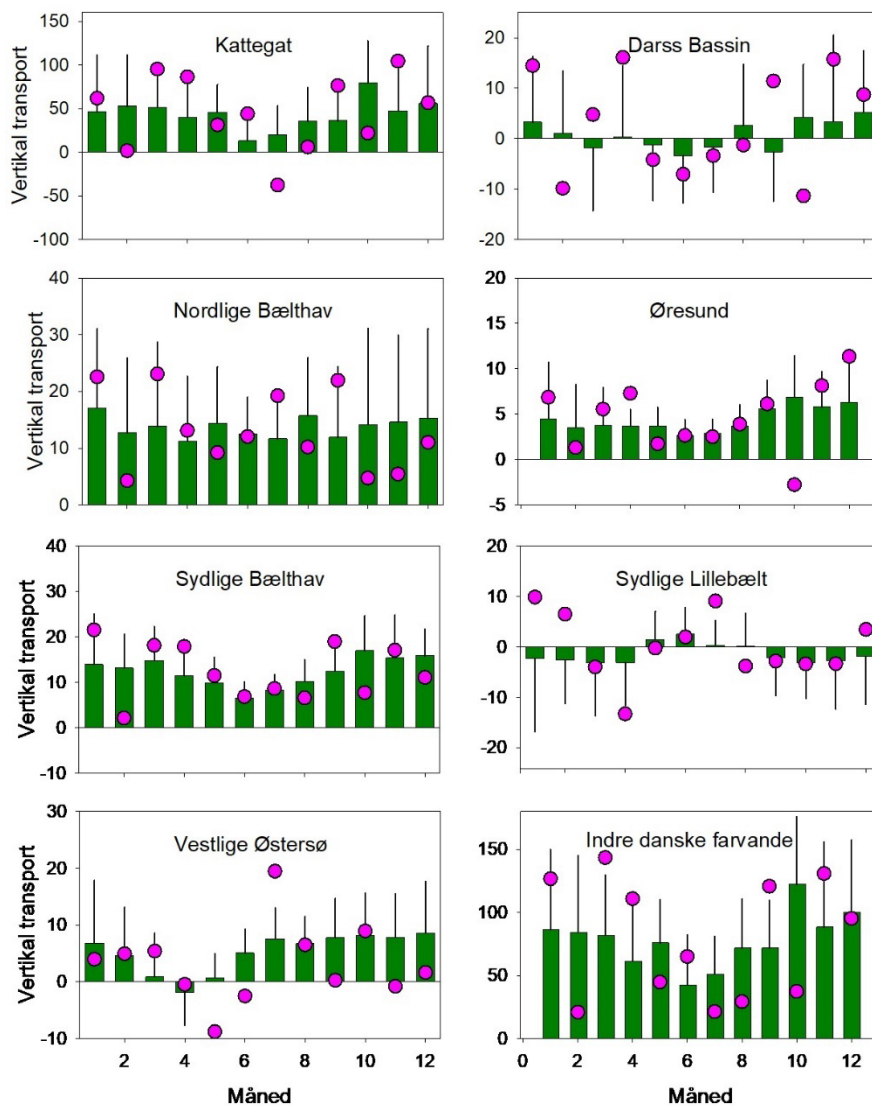 Kattegat
Vertikal transport
150
100
50
0
-50
-100
Darss Bassin
20
10
0
-10
-20
Nordlige Bælthav
Vertikal transport
40
30
20
10
0
Øresund
20
15
10
5
0
-5
Sydlige Bælthav
Vertikal transport
40
30
20
10
0
-10
Sydlige Lillebælt
20
10
0
-10
-20
Vestlige Østersø
Vertikal transport
30
20
10
0
-10
2 4 6 8 10 12
Måned
Indre danske farvande
150
100
50
0
0 2 4 6 8 10 12
Måned